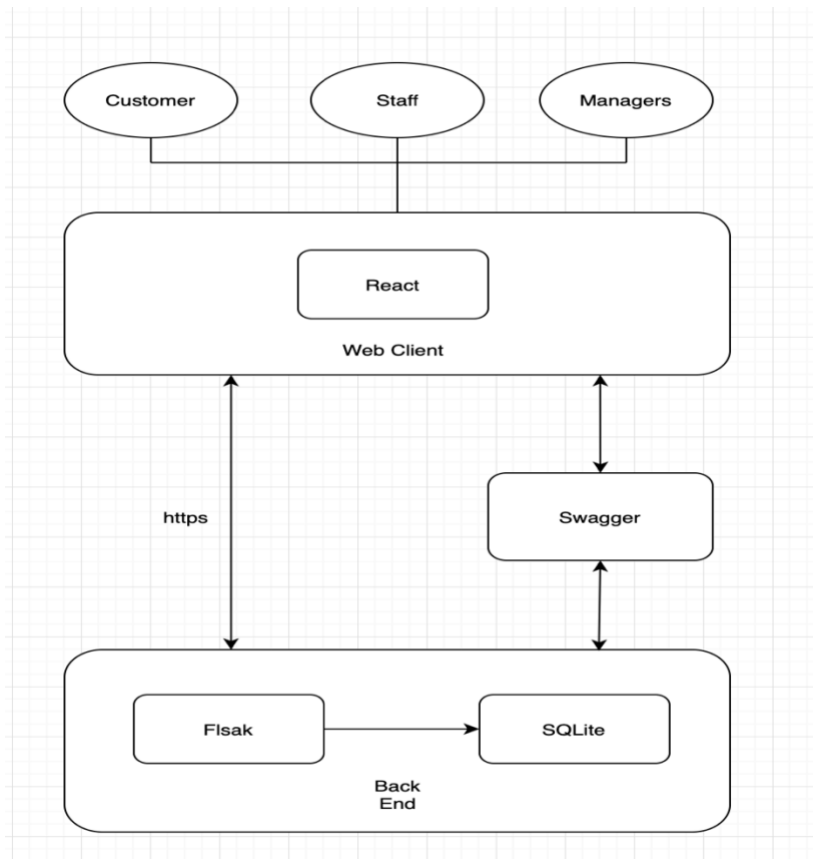 Customer
Staff
Managers
React
Web Client
https
Swagger
Flsak
SQLite
Back
End